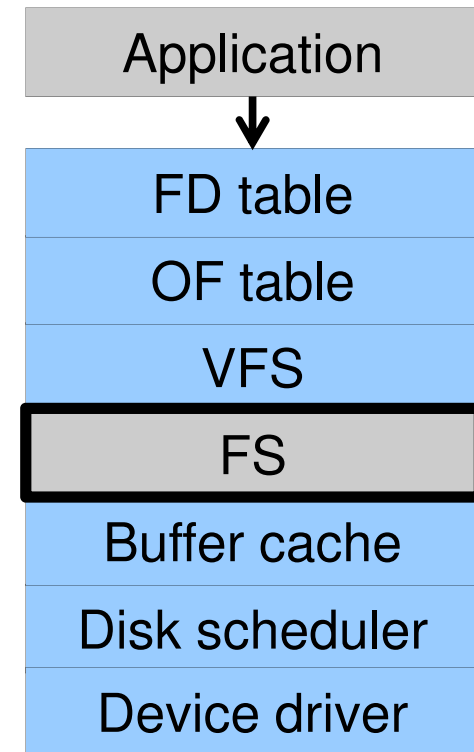 Application
FD table
OF table
VFS
FS
Buffer cache
Disk scheduler
Device driver